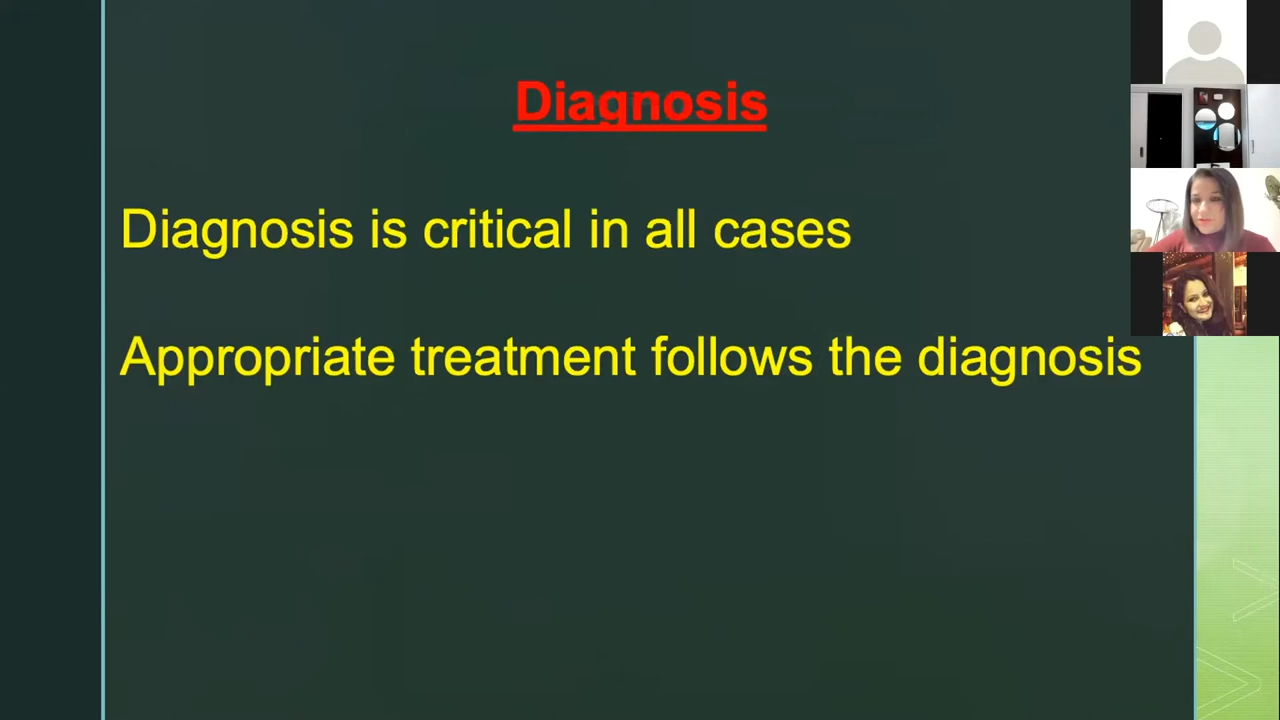 Diagnosis
Diagnosis is critical in all cases
Appropriate treatment follows the diagnosis